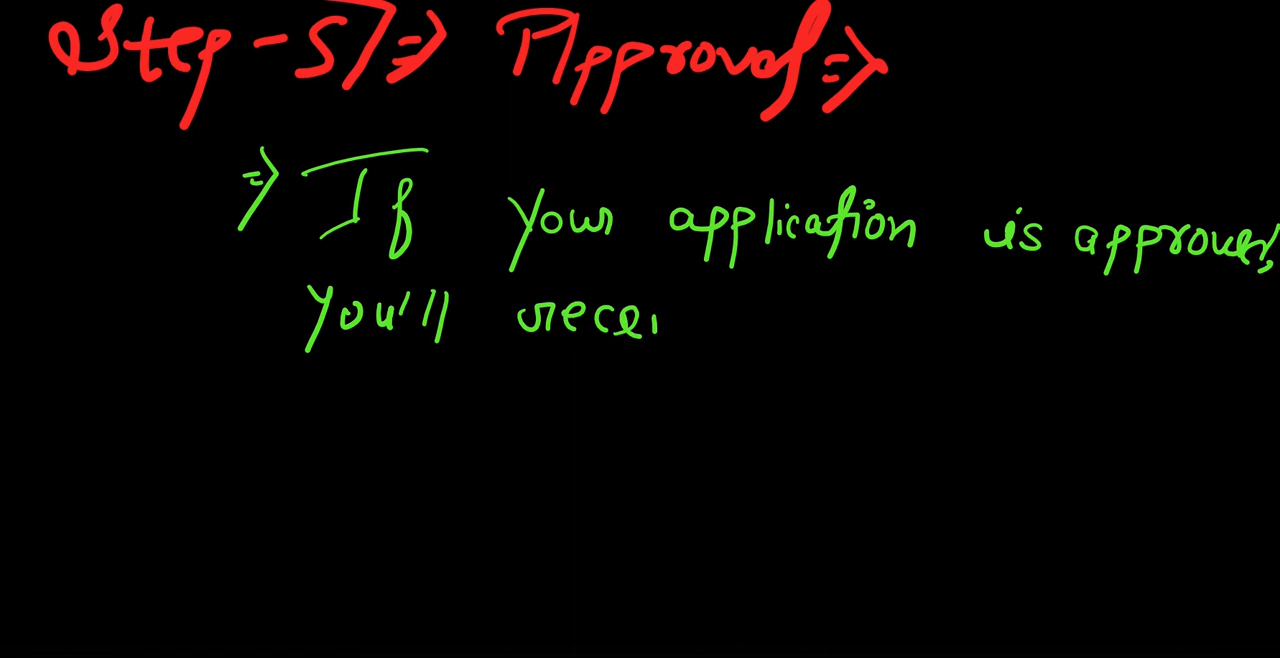 Step-5) => Approval =>
=> If your application is approved,
you'll recei